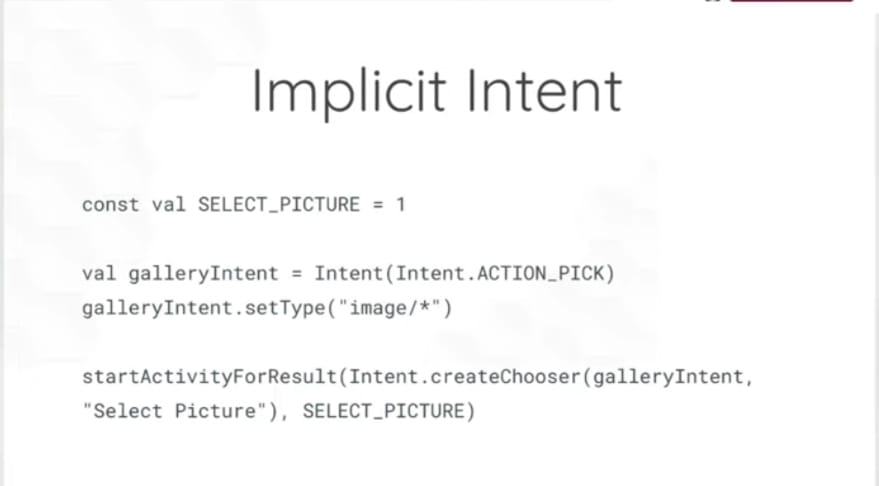 Implicit Intent
const val SELECT_PICTURE = 1
val galleryIntent = Intent(Intent.ACTION_PICK)
galleryIntent.setType("image/*")
startActivityForResult(Intent.createChooser(galleryIntent,
"Select Picture"), SELECT_PICTURE)